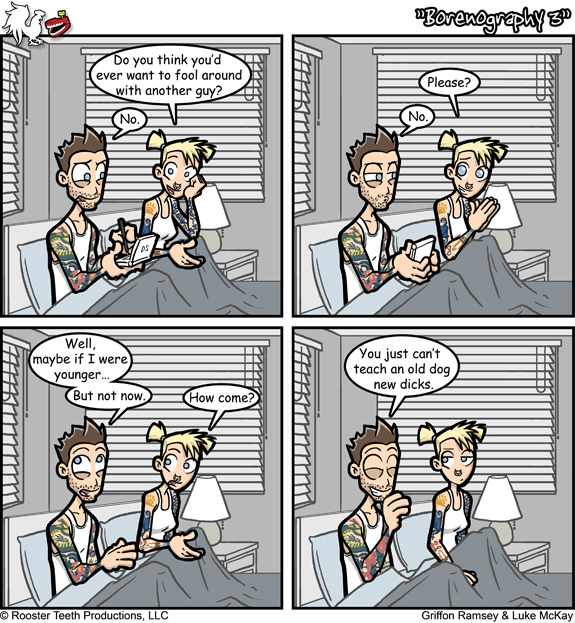 "Borenography 3"
Do you think you'd
ever want to fool around
with another guy?
No.
DS
Please?
No.
Well,
maybe if I were
younger...
But not now.
How come?
You just can't
teach an old dog
new dicks.
© Rooster Teeth Productions, LLC
Griffon Ramsey & Luke McKay